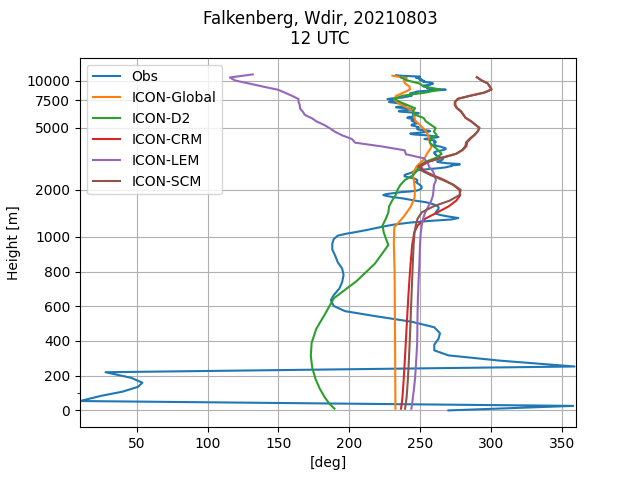 Falkenberg, Wdir, 20210803
12 UTC
Obs
ICON-Global
ICON-D2
ICON-CRM
ICON-LEM
ICON-SCM
10000
7500
5000
2000
1000
800
600
400
200
0
Height [m]
50 100 150 200 250 300 350
[deg]